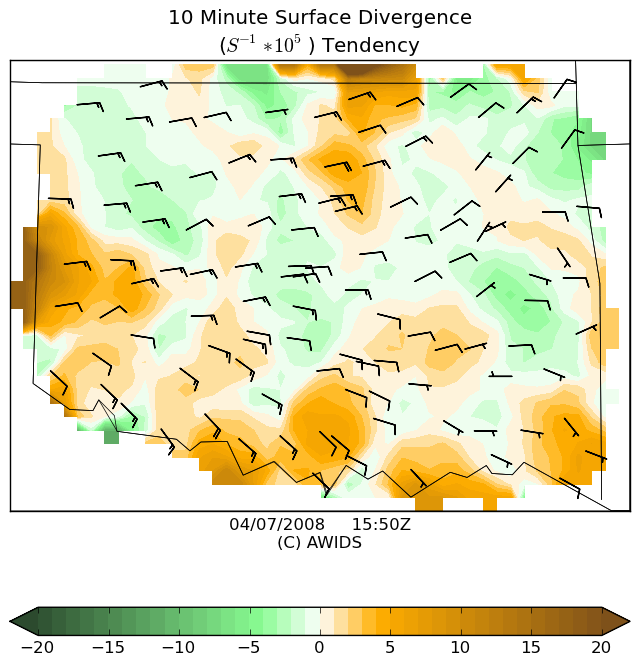 10 Minute Surface Divergence
(S⁻¹ * 10⁵ ) Tendency
04/07/2008 15:50Z
(C) AWIDS
−20 −15 −10 −5 0 5 10 15 20